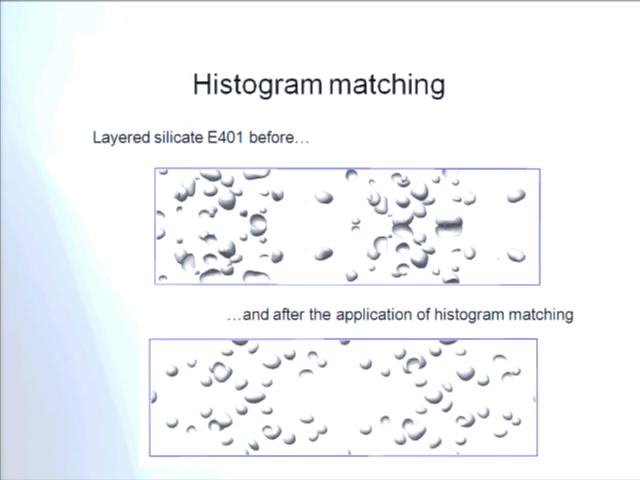 Histogram matching
Layered silicate E401 before…
…and after the application of histogram matching